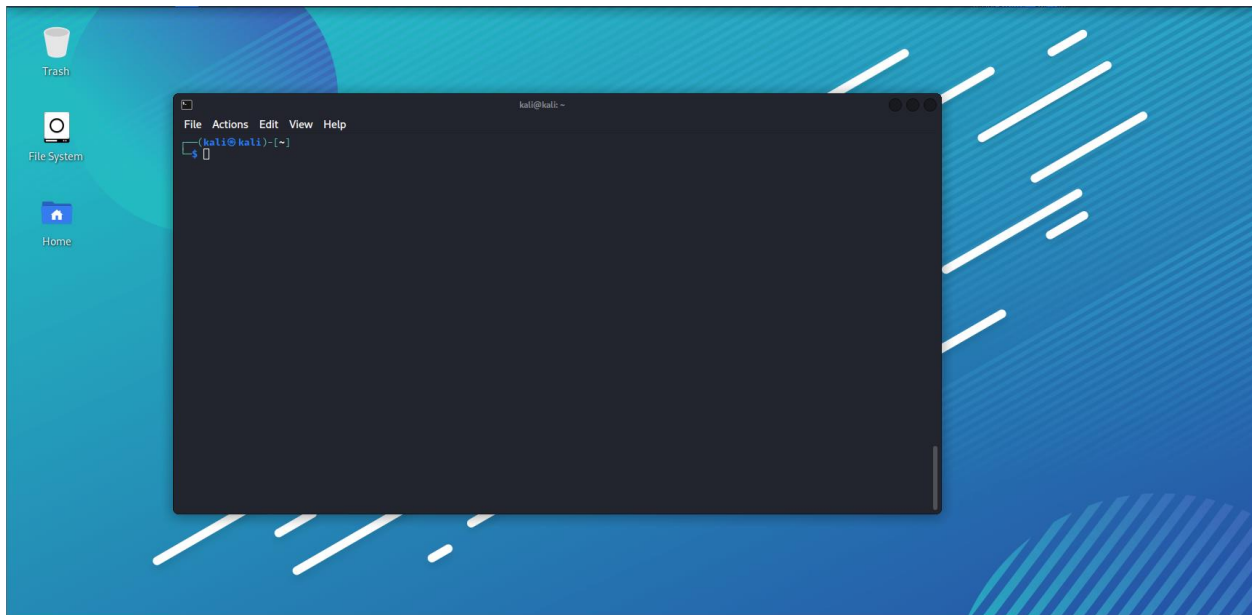 Trash
File System
Home
kali@kali: ~
File Actions Edit View Help
┌──(kali㉿kali)-[~]
└─$